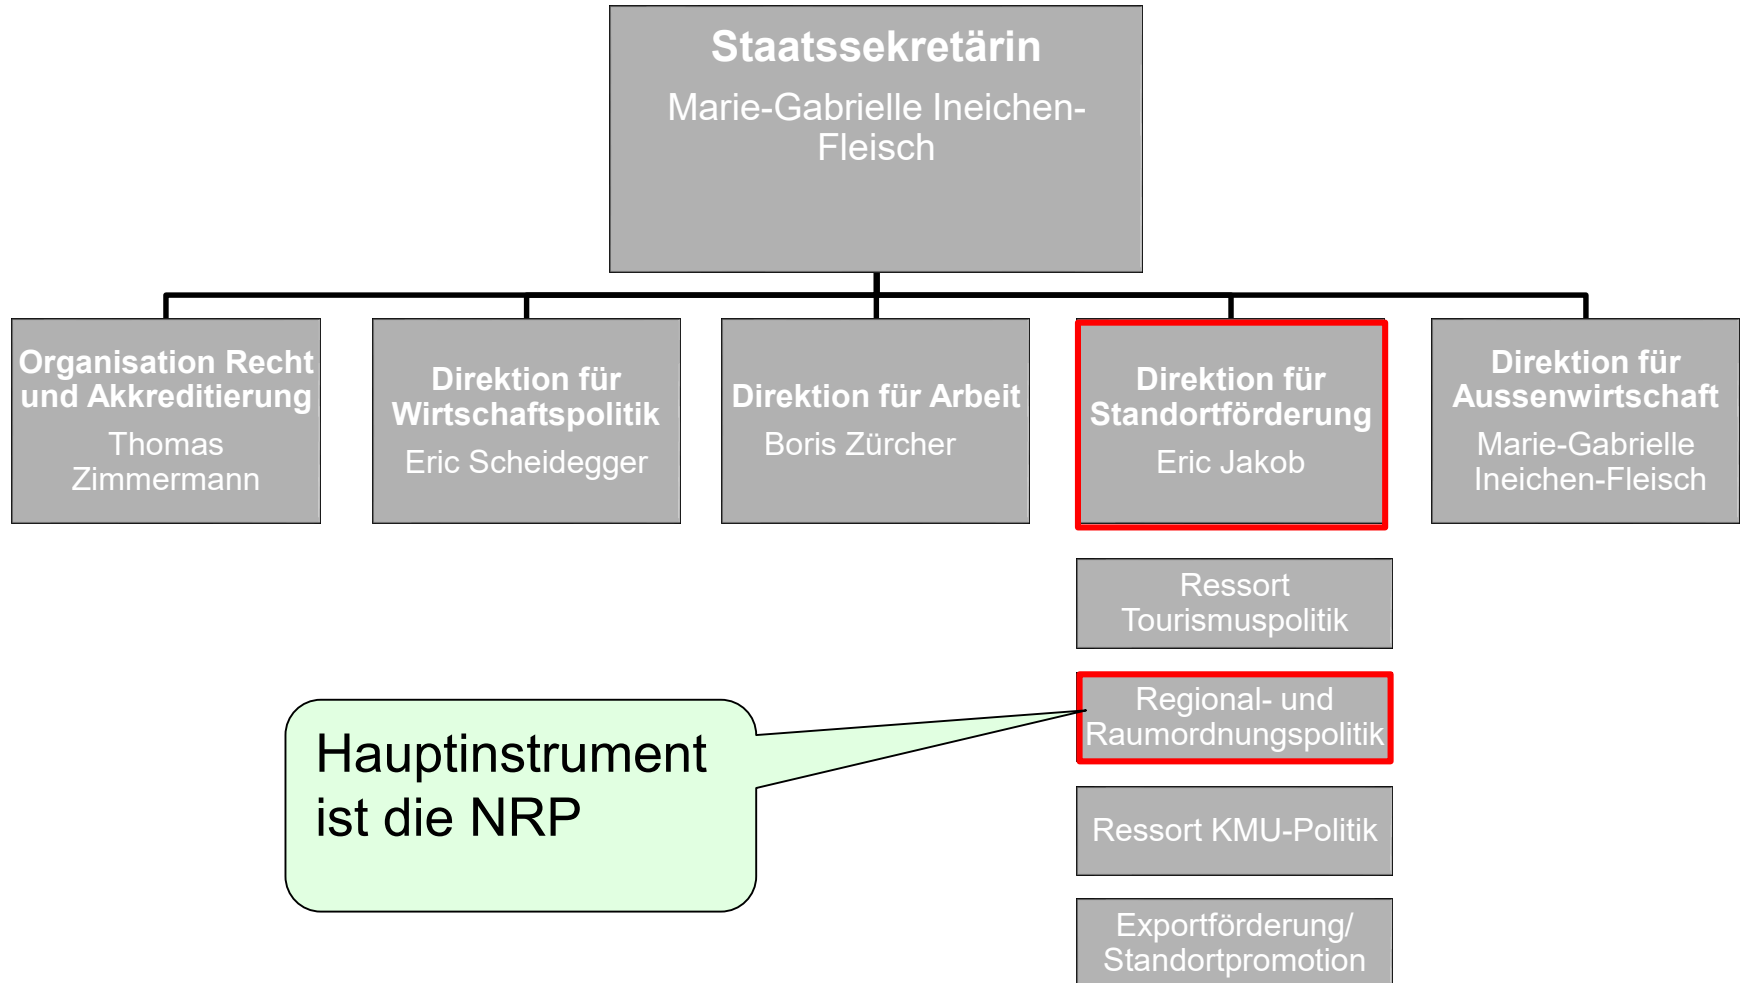 Staatssekretärin
Marie-Gabrielle Ineichen-
Fleisch
Organisation Recht
und Akkreditierung
Thomas
Zimmermann
Direktion für
Wirtschaftspolitik
Eric Scheidegger
Direktion für Arbeit
Boris Zürcher
Direktion für
Standortförderung
Eric Jakob
Direktion für
Aussenwirtschaft
Marie-Gabrielle
Ineichen-Fleisch
Ressort
Tourismuspolitik
Regional- und
Raumordnungspolitik
Hauptinstrument
ist die NRP
Ressort KMU-Politik
Exportförderung/
Standortpromotion